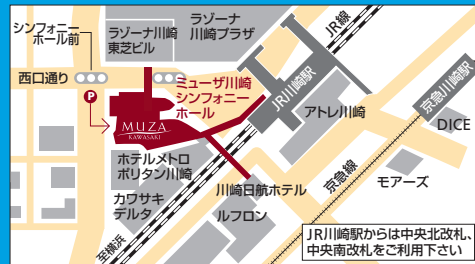 シンフォニー
ホール前
ラゾーナ川崎
東芝ビル
ラゾーナ
川崎プラザ
JR線
西口通り
P
ミューザ川崎
シンフォニー
ホール
JR川崎駅
京急川崎駅
MUZA
KAWASAKI
アトレ川崎
DICE
ホテルメトロ
ポリタン川崎
川崎日航ホテル
京急線
モアーズ
カワサキ
デルタ
ルフロン
至横浜
JR川崎駅からは中央北改札、
中央南改札をご利用下さい